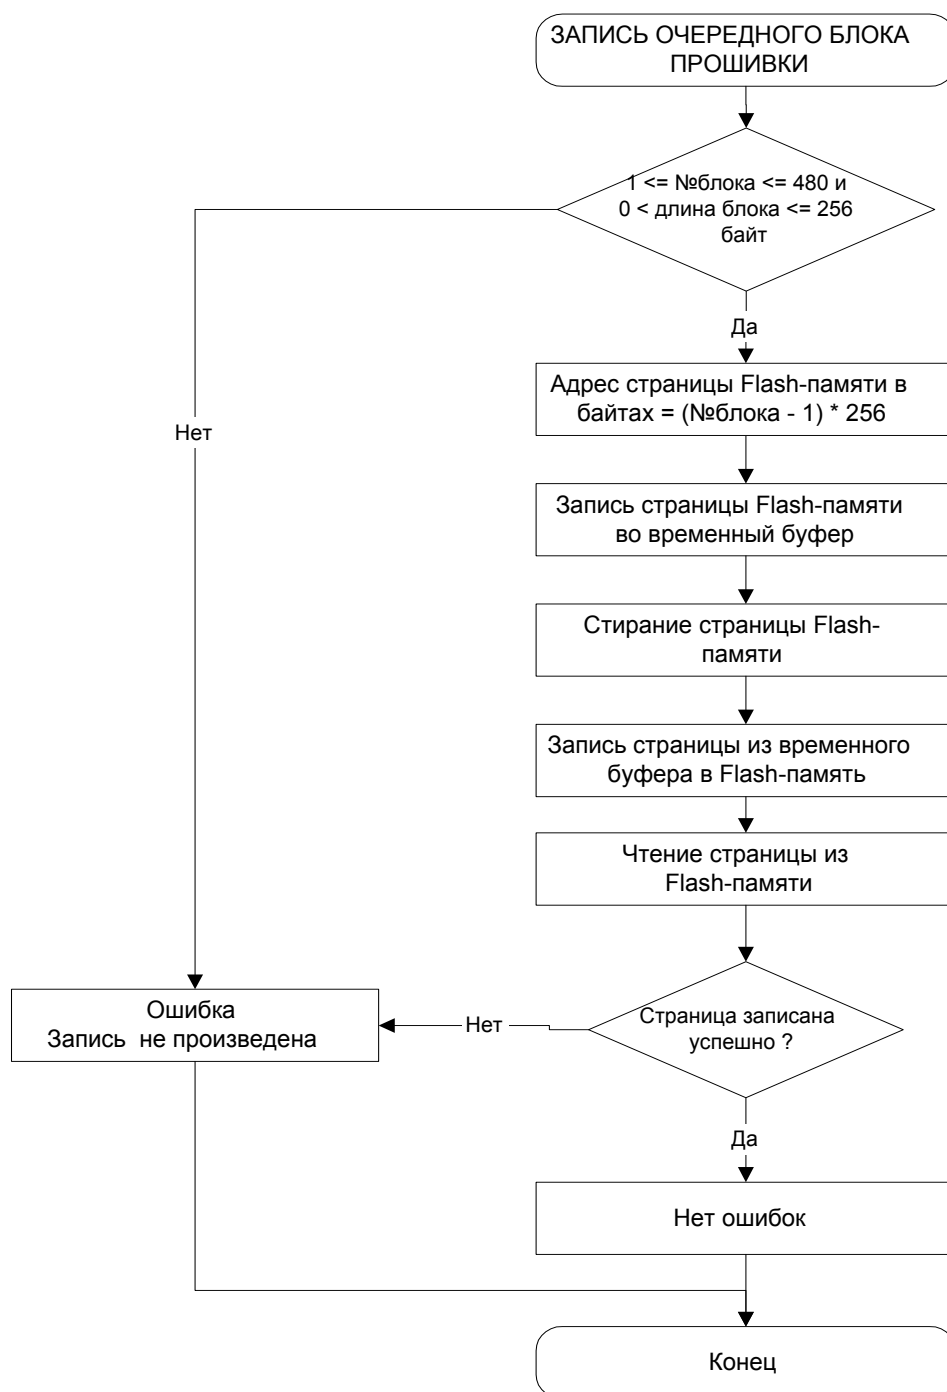 ЗАПИСЬ ОЧЕРЕДНОГО БЛОКА
ПРОШИВКИ
1 <= №блока <= 480 и
0 < длина блока <= 256
байт
Да
Адрес страницы Flash-памяти в
байтах = (№блока - 1) * 256
Нет
Запись страницы Flash-памяти
во временный буфер
Стирание страницы Flash-
памяти
Запись страницы из временного
буфера в Flash-память
Чтение страницы из
Flash-памяти
Ошибка
Запись  не произведена
Нет
Страница записана
успешно ?
Да
Нет ошибок
Конец